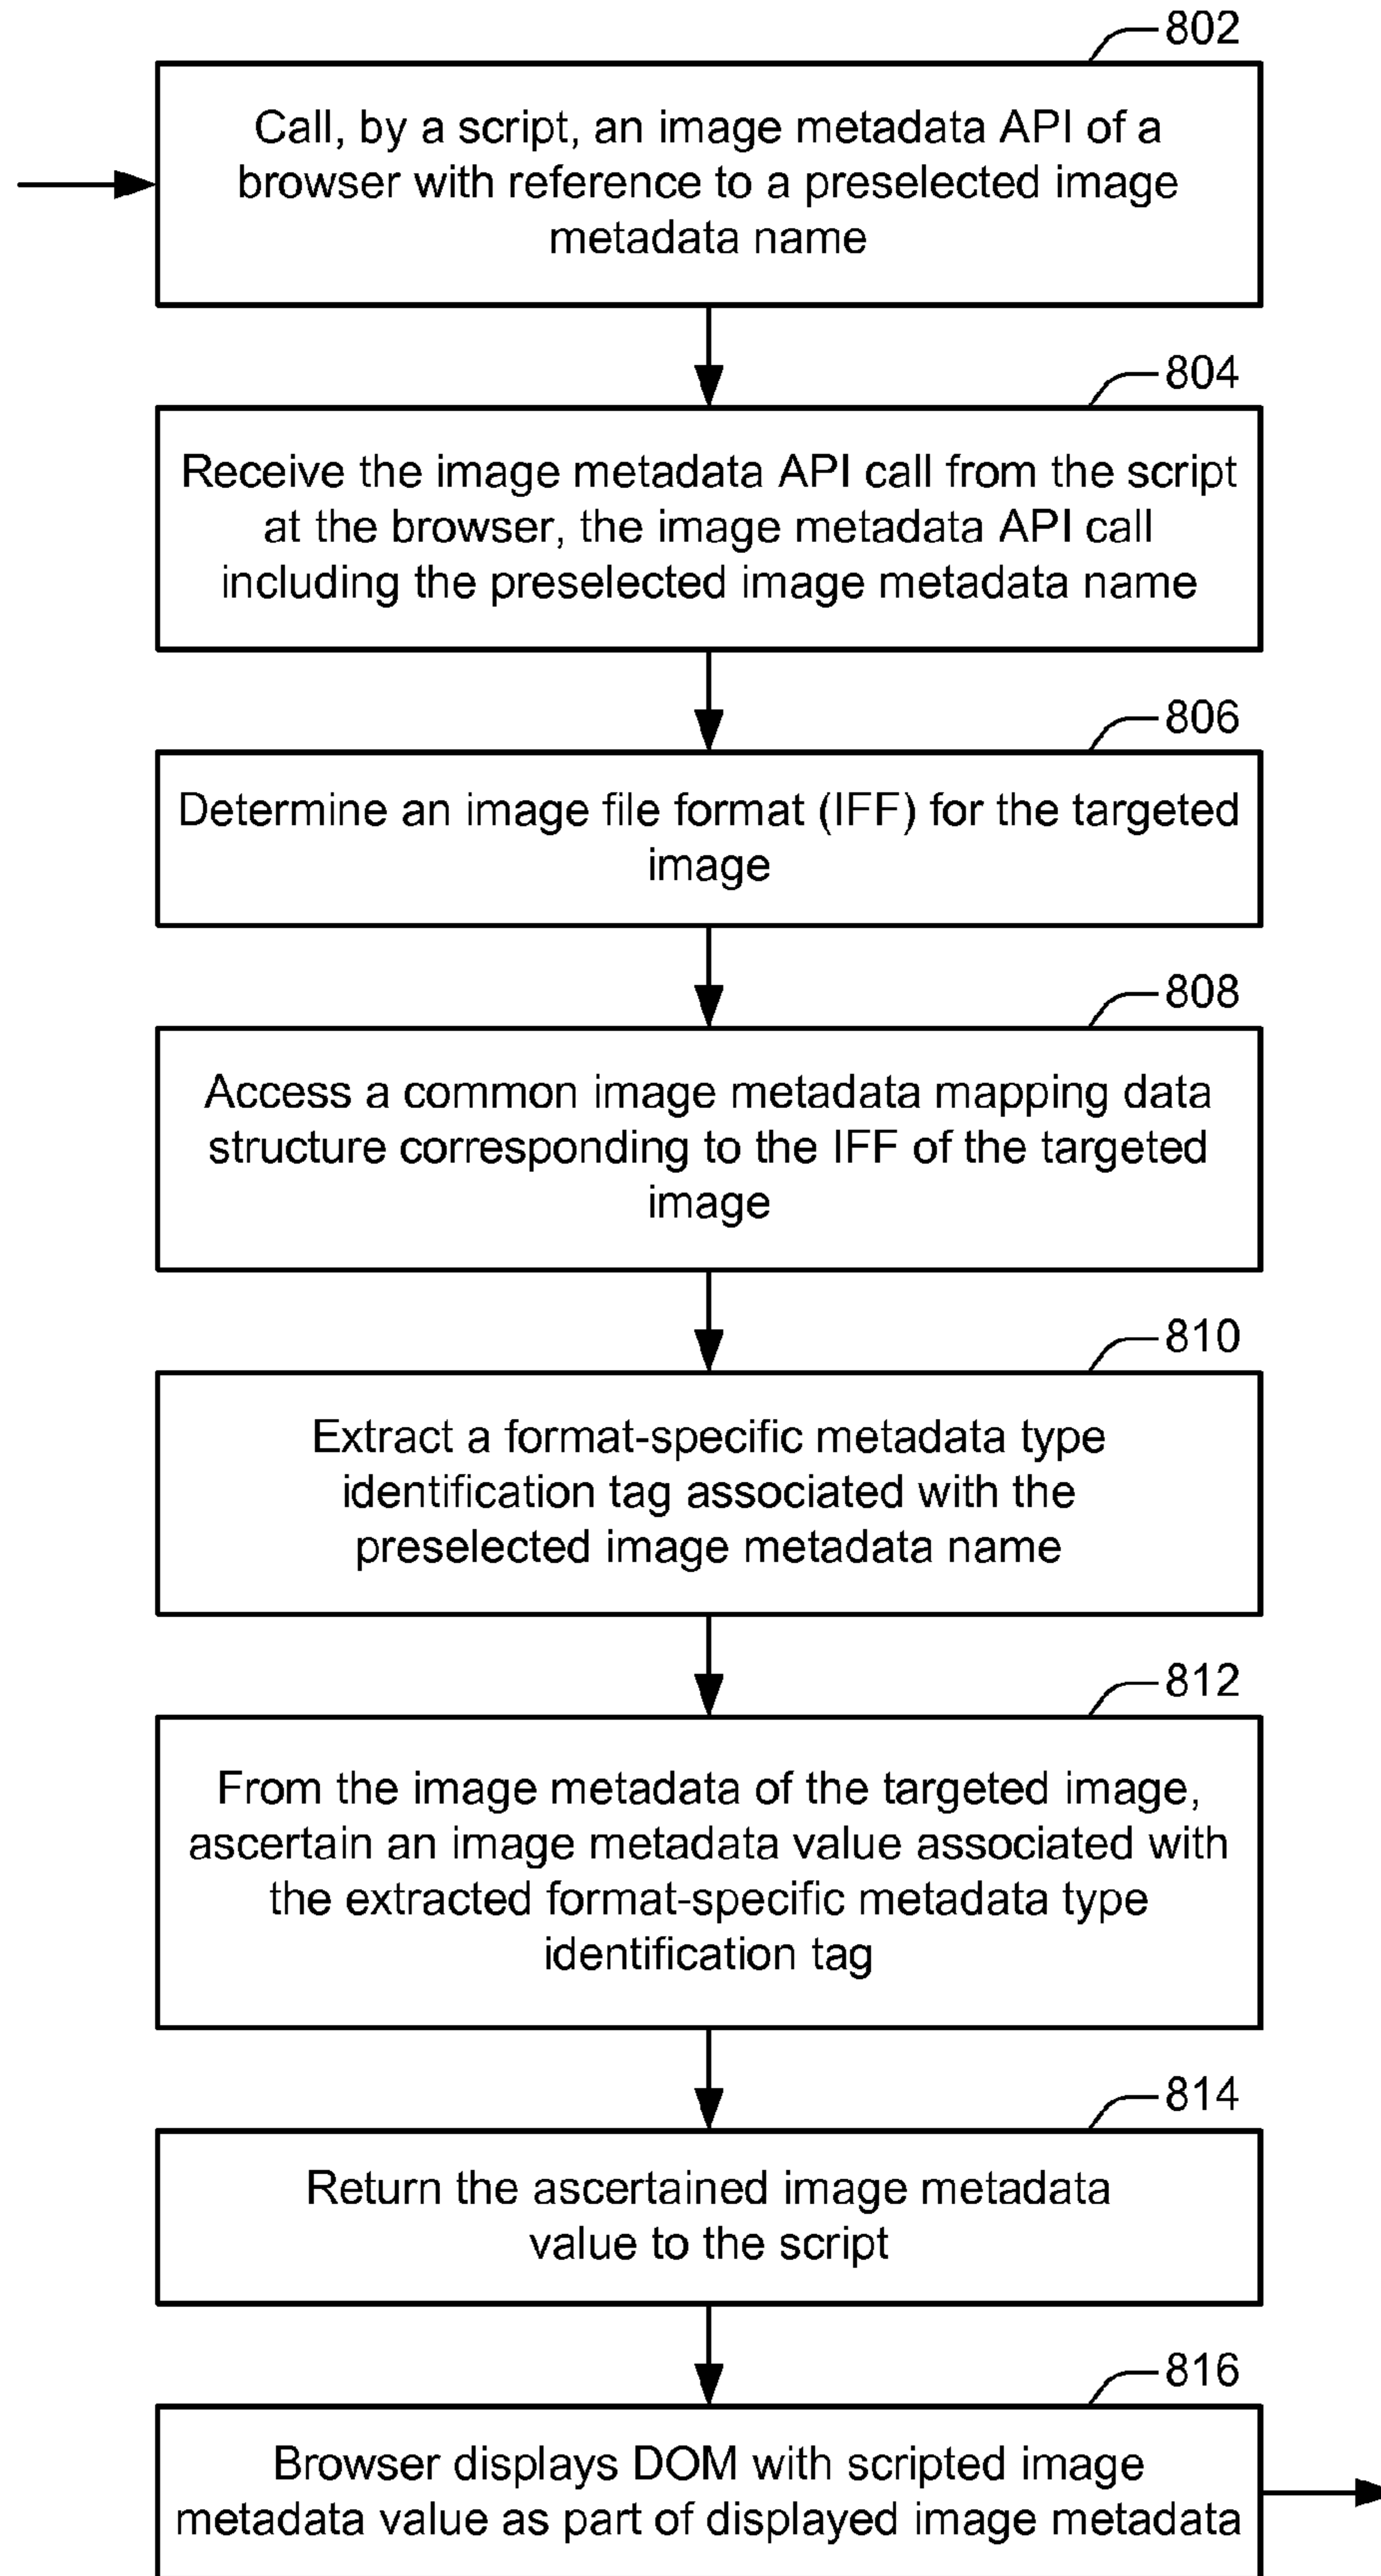 802
Call, by a script, an image metadata API of a
browser with reference to a preselected image
metadata name
804
Receive the image metadata API call from the script
at the browser, the image metadata API call
including the preselected image metadata name
806
Determine an image file format (IFF) for the targeted
image
808
Access a common image metadata mapping data
structure corresponding to the IFF of the targeted
image
810
Extract a format-specific metadata type
identification tag associated with the
preselected image metadata name
812
From the image metadata of the targeted image,
ascertain an image metadata value associated with
the extracted format-specific metadata type
identification tag
814
Return the ascertained image metadata
value to the script
816
Browser displays DOM with scripted image
metadata value as part of displayed image metadata